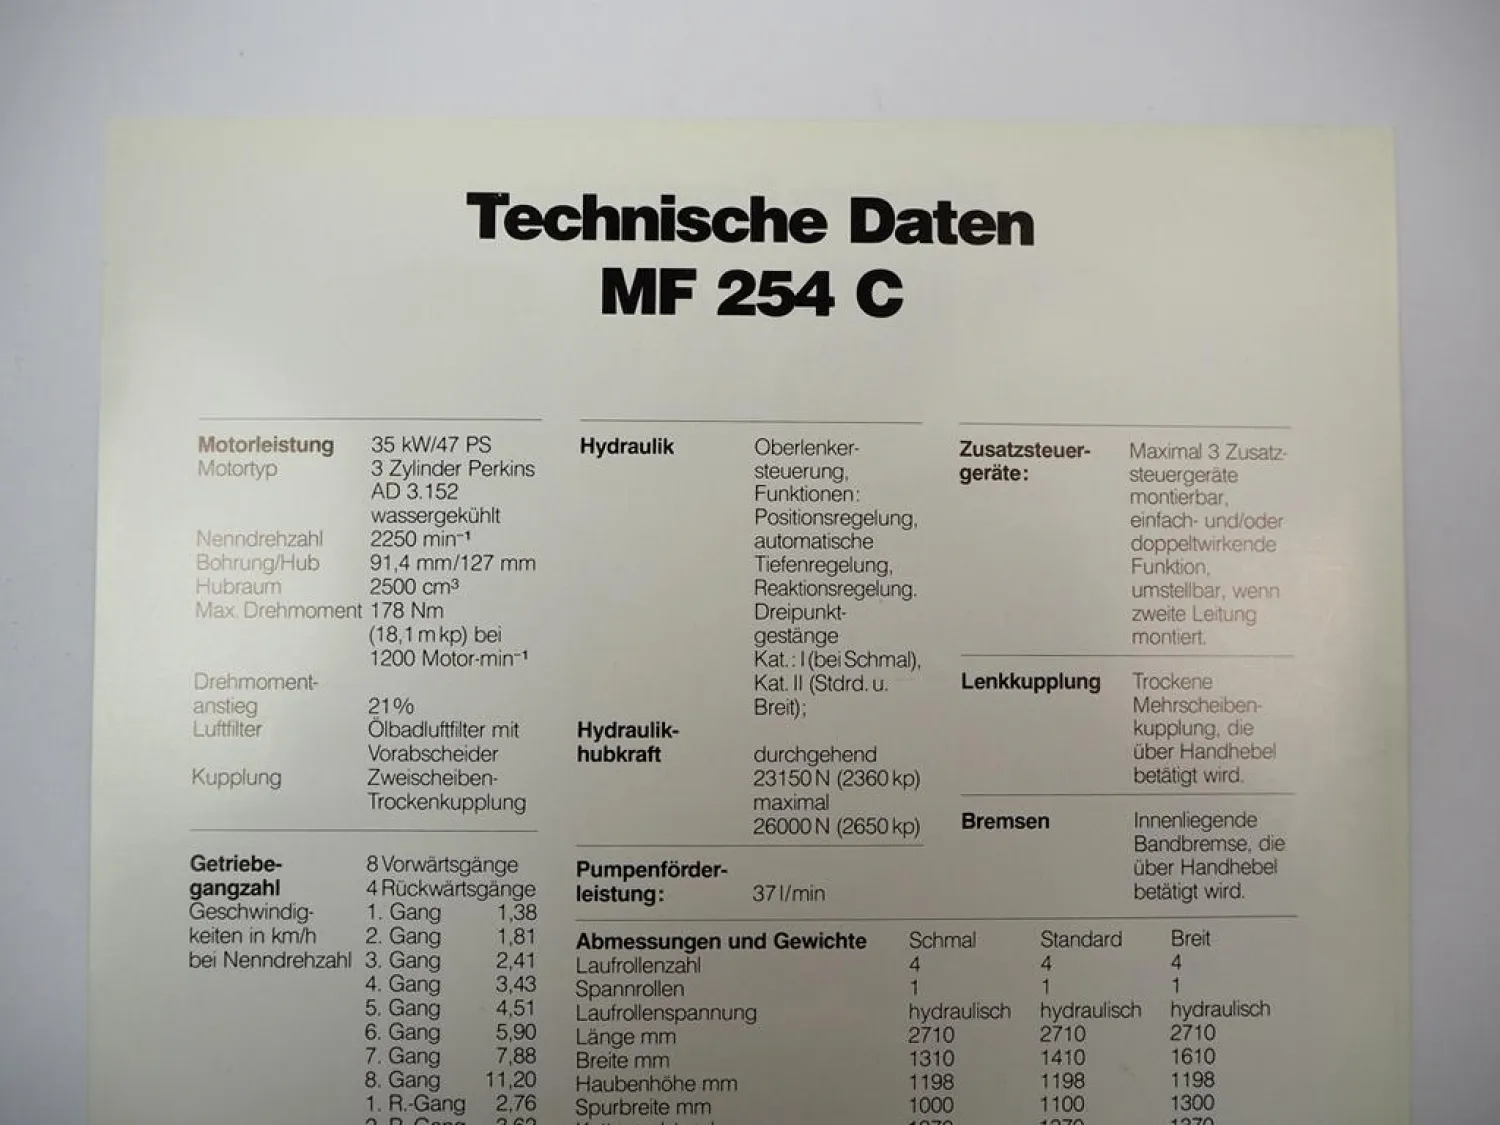 Technische Daten
MF 254 C
Motorleistung 35 kW/47 PS
Motortyp 3 Zylinder Perkins
AD 3.152
wassergekühlt
Nenndrehzahl 2250 min⁻¹
Bohrung/Hub 91,4 mm/127 mm
Hubraum 2500 cm³
Max. Drehmoment 178 Nm
(18,1 mkp) bei
1200 Motor-min⁻¹
Drehmoment-
anstieg 21%
Luftfilter Ölbadluftfilter mit
Vorabscheider
Kupplung Zweischeiben-
Trockenkupplung
Getriebe- 8 Vorwärtsgänge
gangzahl 4 Rückwärtsgänge
Geschwindig- 1. Gang 1,38
keiten in km/h 2. Gang 1,81
bei Nenndrehzahl 3. Gang 2,41
4. Gang 3,43
5. Gang 4,51
6. Gang 5,90
7. Gang 7,88
8. Gang 11,20
1. R.-Gang 2,76
Hydraulik Oberlenker-
steuerung,
Funktionen:
Positionsregelung,
automatische
Tiefenregelung,
Reaktionsregelung.
Dreipunkt-
gestänge
Kat.: I (bei Schmal),
Kat. II (Stdrd. u.
Breit);
Hydraulik-
hubkraft durchgehend
23150 N (2360 kp)
maximal
26000 N (2650 kp)
Pumpenförder-
leistung: 37 l/min
Zusatzsteuer- Maximal 3 Zusatz-
geräte: steuergeräte
montierbar,
einfach- und/oder
doppeltwirkende
Funktion,
umstellbar, wenn
zweite Leitung
montiert.
Lenkkupplung Trockene
Mehrscheiben-
kupplung, die
über Handhebel
betätigt wird.
Bremsen Innenliegende
Bandbremse, die
über Handhebel
betätigt wird.
Abmessungen und Gewichte Schmal Standard Breit
Laufrollenzahl 4 4 4
Spannrollen 1 1 1
Laufrollenspannung hydraulisch hydraulisch hydraulisch
Länge mm 2710 2710 2710
Breite mm 1310 1410 1610
Haubenhöhe mm 1198 1198 1198
Spurbreite mm 1000 1100 1300